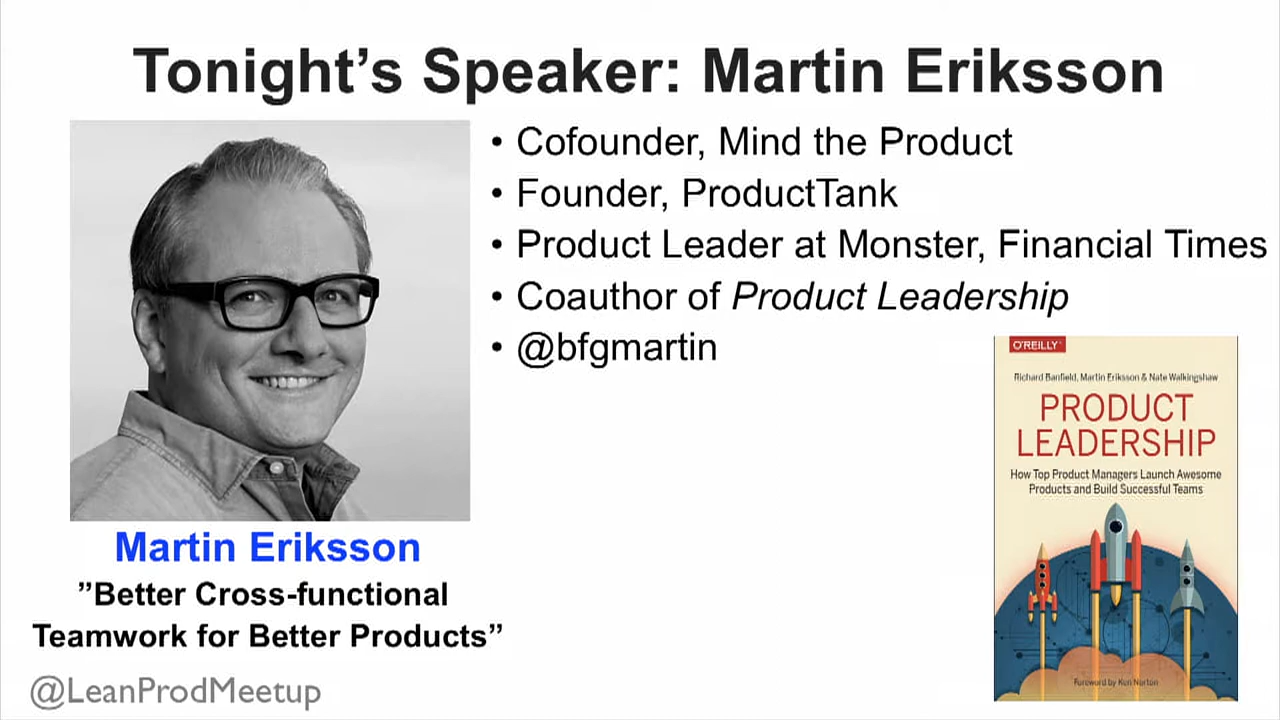 Tonight’s Speaker: Martin Eriksson
• Cofounder, Mind the Product
• Founder, ProductTank
• Product Leader at Monster, Financial Times
• Coauthor of Product Leadership
• @bfgmartin
O'REILLY®
Richard Banfield, Martin Eriksson & Nate Walkingshaw
PRODUCT
LEADERSHIP
How Top Product Managers Launch Awesome
Products and Build Successful Teams
Foreword by Ken Norton
Martin Eriksson
”Better Cross-functional
Teamwork for Better Products”
@LeanProdMeetup